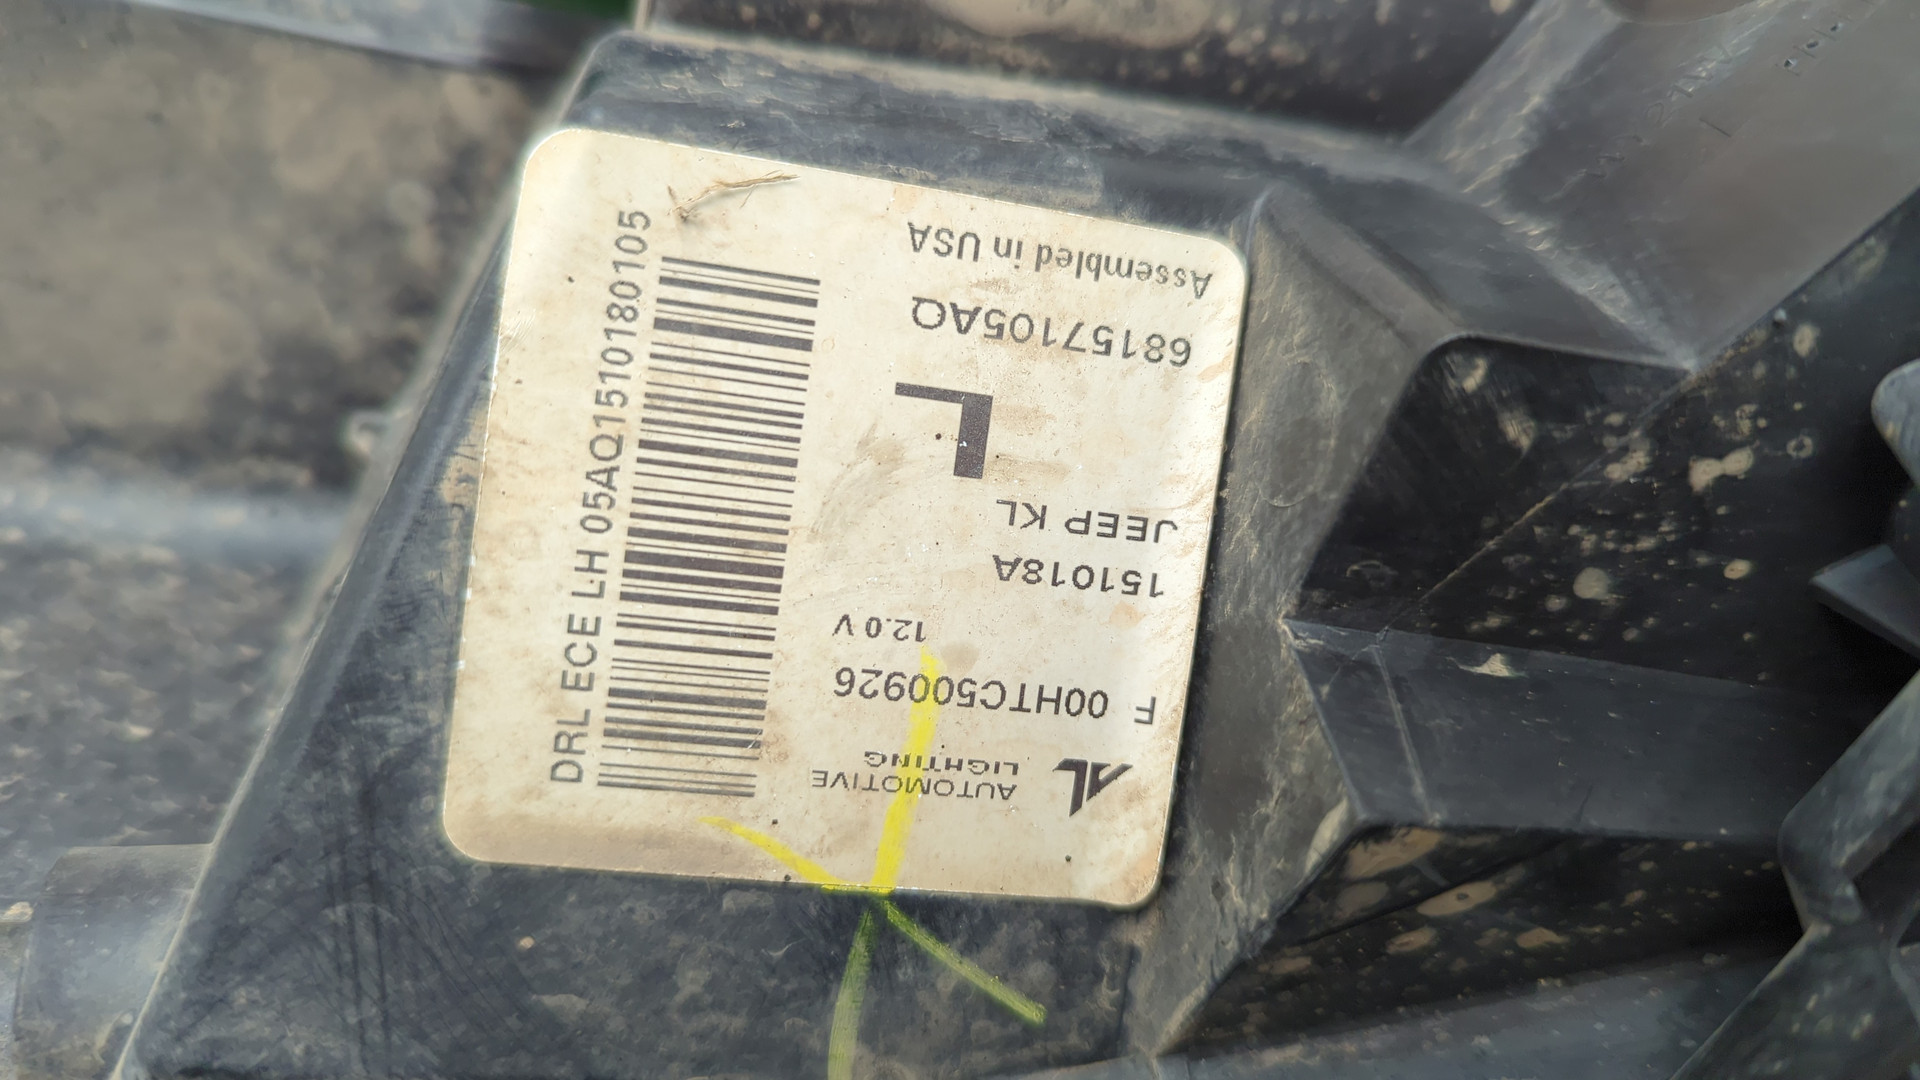 AUTOMOTIVE
LIGHTING
F 00HTC500926
12.0 V
151018A
JEEP KL
L
68157105AQ
Assembled in USA
DRL ECE LH 05AQ1510180105